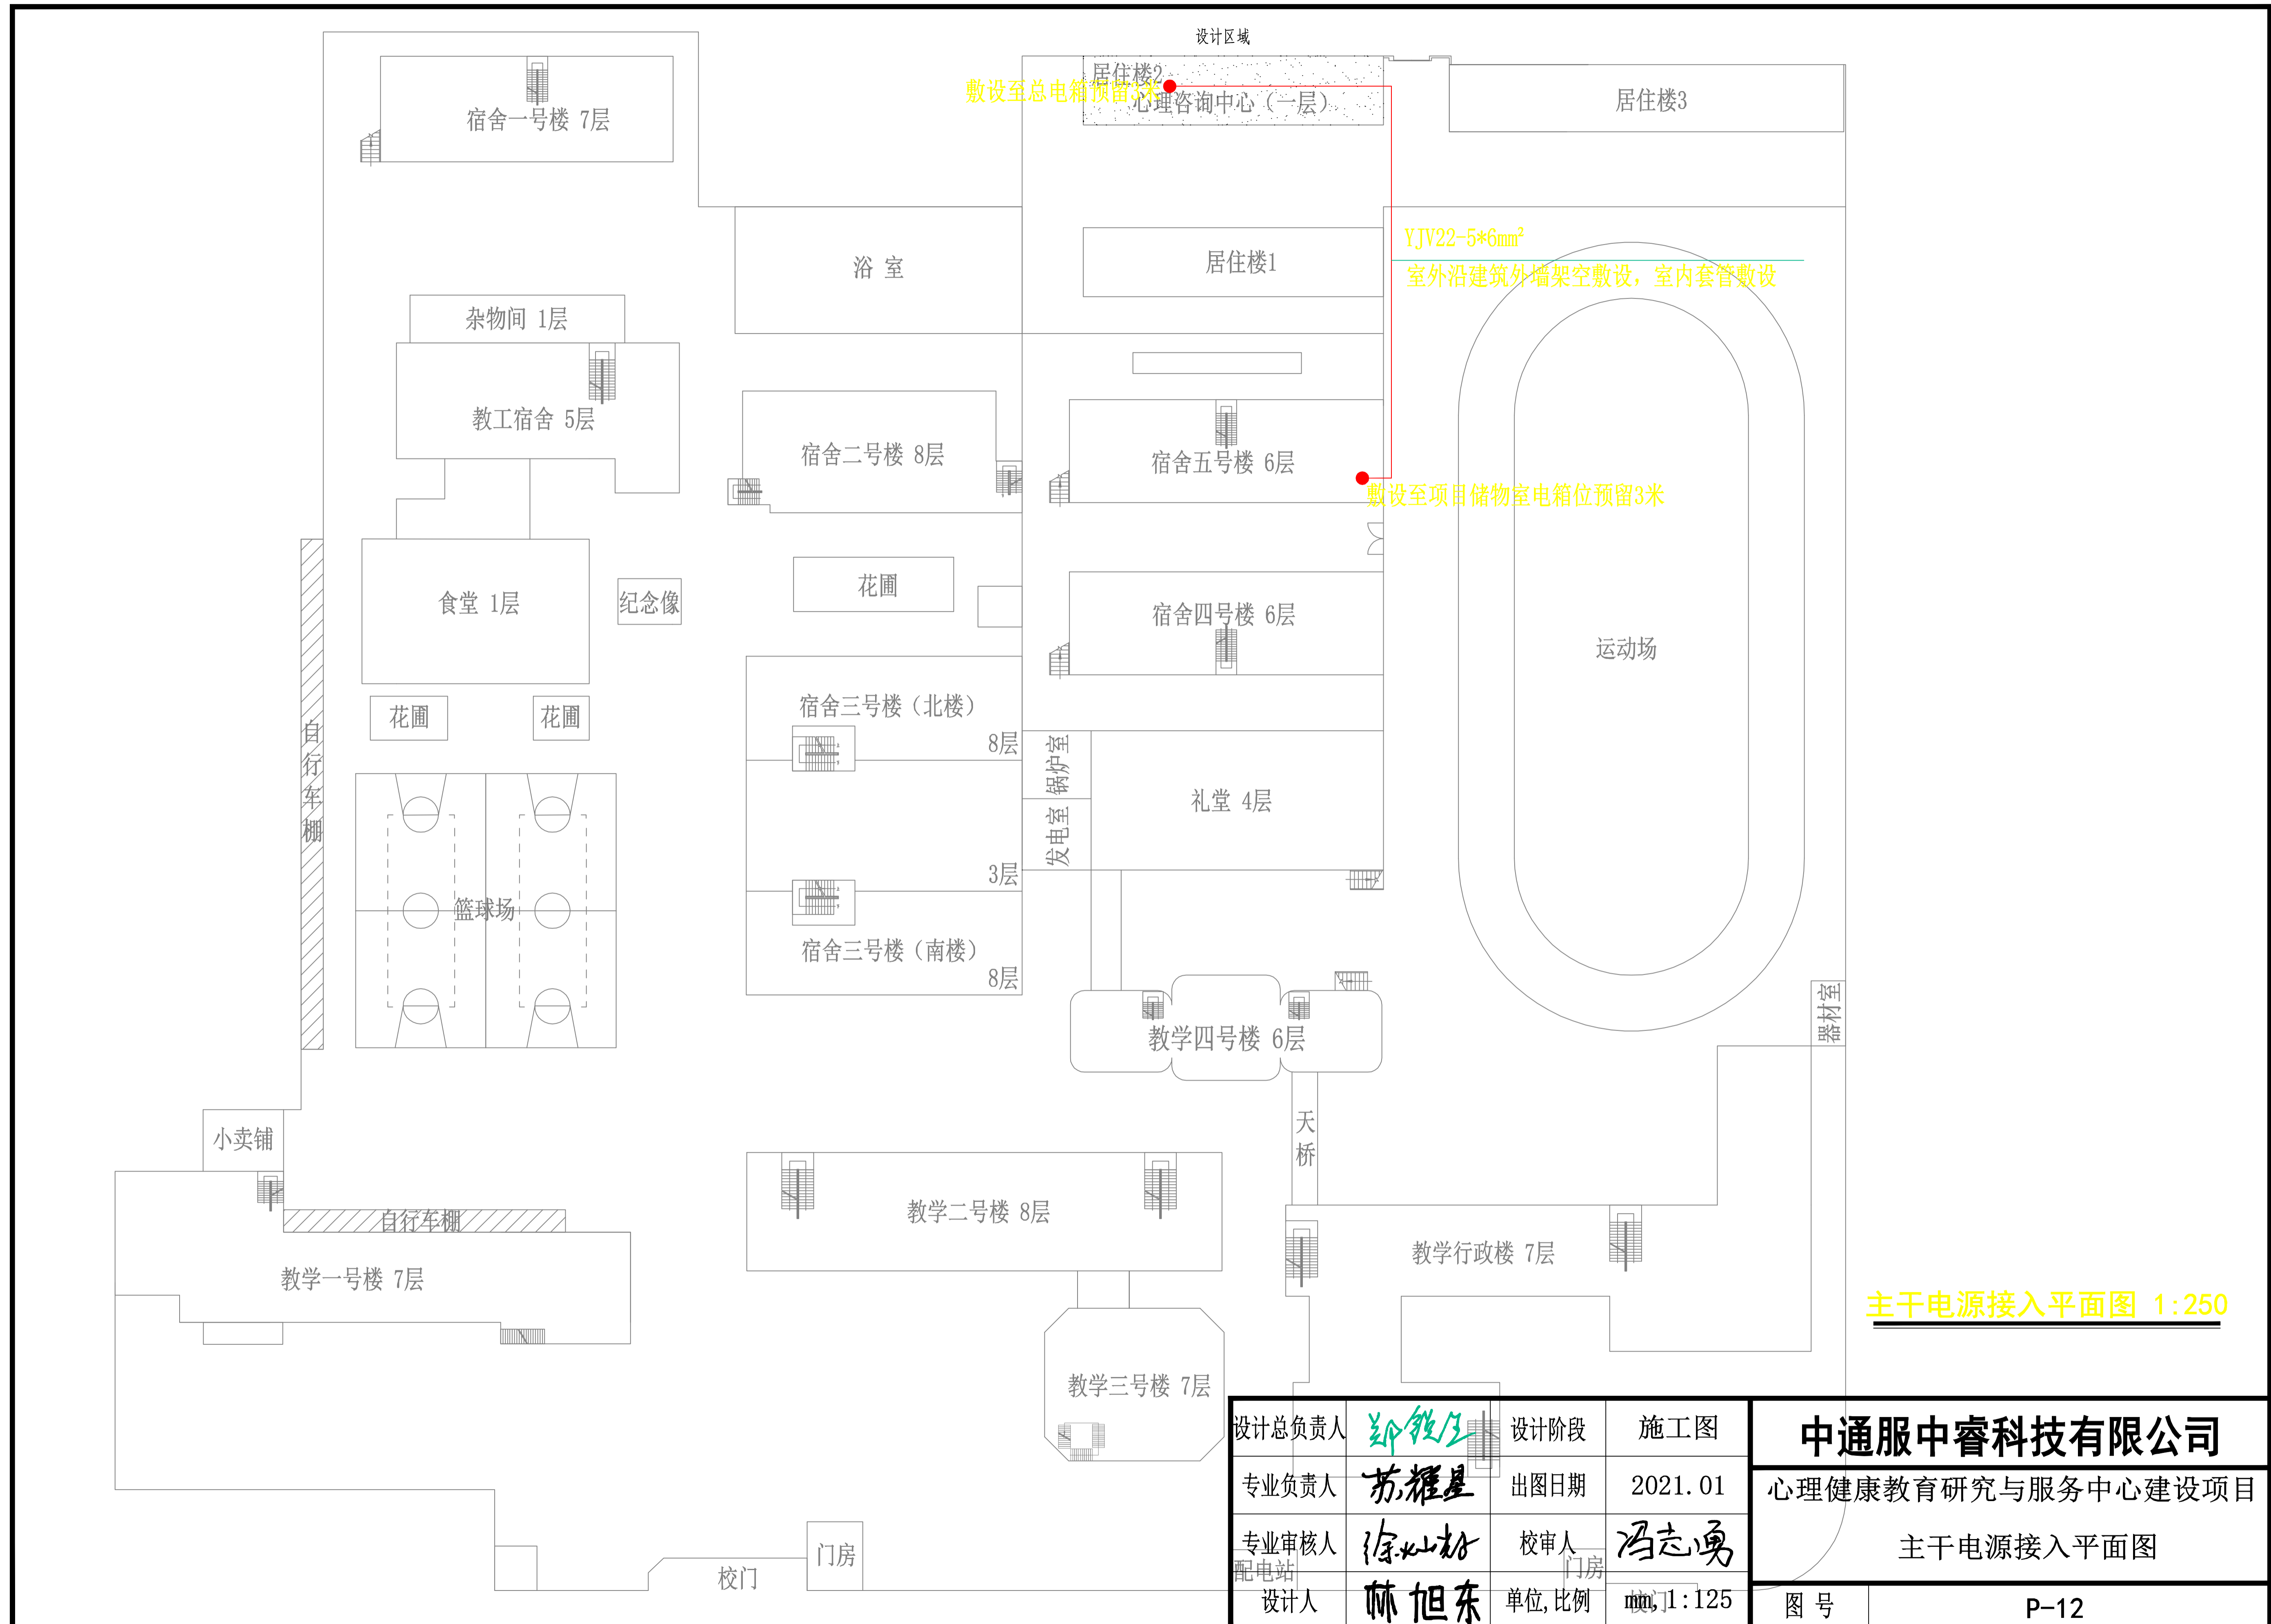 设计区域
居住楼2
敷设至总电箱预留3米
心理咨询中心（一层）
居住楼3
宿舍一号楼 7层
YJV22-5*6mm²
室外沿建筑外墙架空敷设，室内套管敷设
浴 室
居住楼1
杂物间 1层
教工宿舍 5层
宿舍二号楼 8层
宿舍五号楼 6层
敷设至项目储物室电箱位预留3米
食堂 1层
纪念像
花圃
宿舍四号楼 6层
运动场
花圃
花圃
宿舍三号楼（北楼）
8层
自行车棚
锅炉室
发电室
礼堂 4层
3层
篮球场
宿舍三号楼（南楼）
8层
器材室
教学四号楼 6层
小卖铺
天桥
自行车棚
教学二号楼 8层
教学行政楼 7层
教学一号楼 7层
主干电源接入平面图 1:250
教学三号楼 7层
门房
校门
配电站
门房
校门
设计总负责人
设计阶段 施工图
专业负责人 苏耀星 出图日期 2021.01
专业审核人
校审人 冯志勇
设计人 林旭东 单位,比例 mm,1:125
中通服中睿科技有限公司
心理健康教育研究与服务中心建设项目
主干电源接入平面图
图 号 P-12